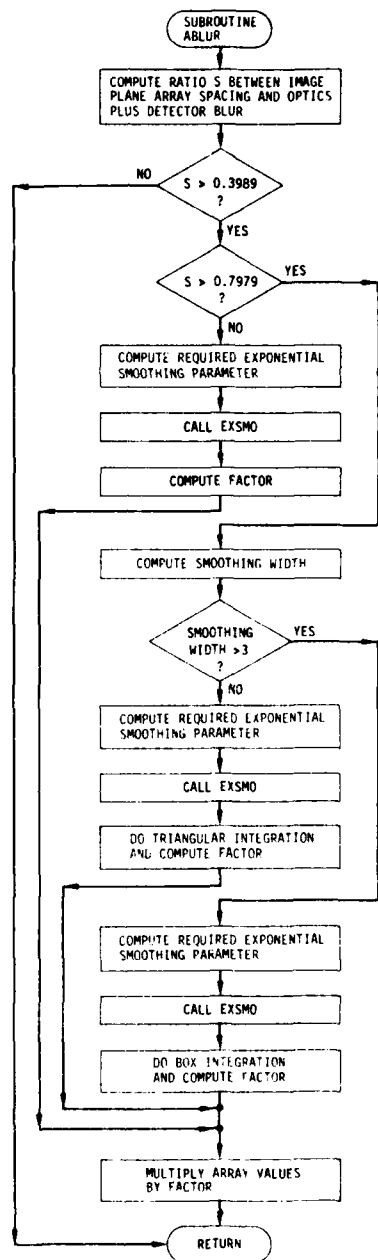 SUBROUTINE
ABLUR
COMPUTE RATIO S BETWEEN IMAGE
PLANE ARRAY SPACING AND OPTICS
PLUS DETECTOR BLUR
NO
S > 0.3989
?
YES
S > 0.7979
?
YES
NO
COMPUTE REQUIRED EXPONENTIAL
SMOOTHING PARAMETER
CALL EXSMO
COMPUTE FACTOR
COMPUTE SMOOTHING WIDTH
SMOOTHING
WIDTH >3
?
YES
NO
COMPUTE REQUIRED EXPONENTIAL
SMOOTHING PARAMETER
CALL EXSMO
DO TRIANGULAR INTEGRATION
AND COMPUTE FACTOR
COMPUTE REQUIRED EXPONENTIAL
SMOOTHING PARAMETER
CALL EXSMO
DO BOX INTEGRATION
AND COMPUTE FACTOR
MULTIPLY ARRAY VALUES
BY FACTOR
RETURN